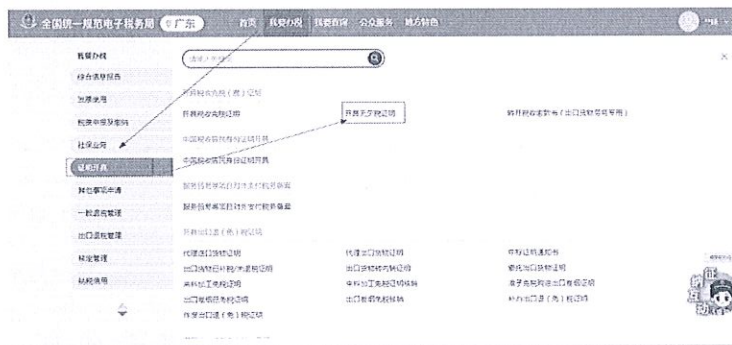 全国统一规范电子税务局 广东 首页 我要办税 我要查询 公众服务 地方特色
我要办税
综合信息报告
发票使用
税费申报及缴纳
社保业务
证明开具
其他事项申请
一般退税管理
出口退税管理
核定管理
纳税信用
开具税收完税（费）证明
开具税收完税证明 开具无欠税证明 转开税收缴款书（出口货物劳务专用）
中国税收居民身份证明开具
中国税收居民身份证明开具
服务贸易等项目对外支付税务备案
服务贸易等项目对外支付税务备案
开具出口退（免）税证明
代理进口货物证明 代理出口货物证明 中标证明通知书
出口货物已补税/未退税证明 出口货物转内销证明 委托出口货物证明
来料加工免税证明 来料加工免税证明核销 准予免税购进出口卷烟证明
出口卷烟已免税证明 出口卷烟免税核销 补办出口退（免）税证明
作废出口退（免）税证明
征纳互动